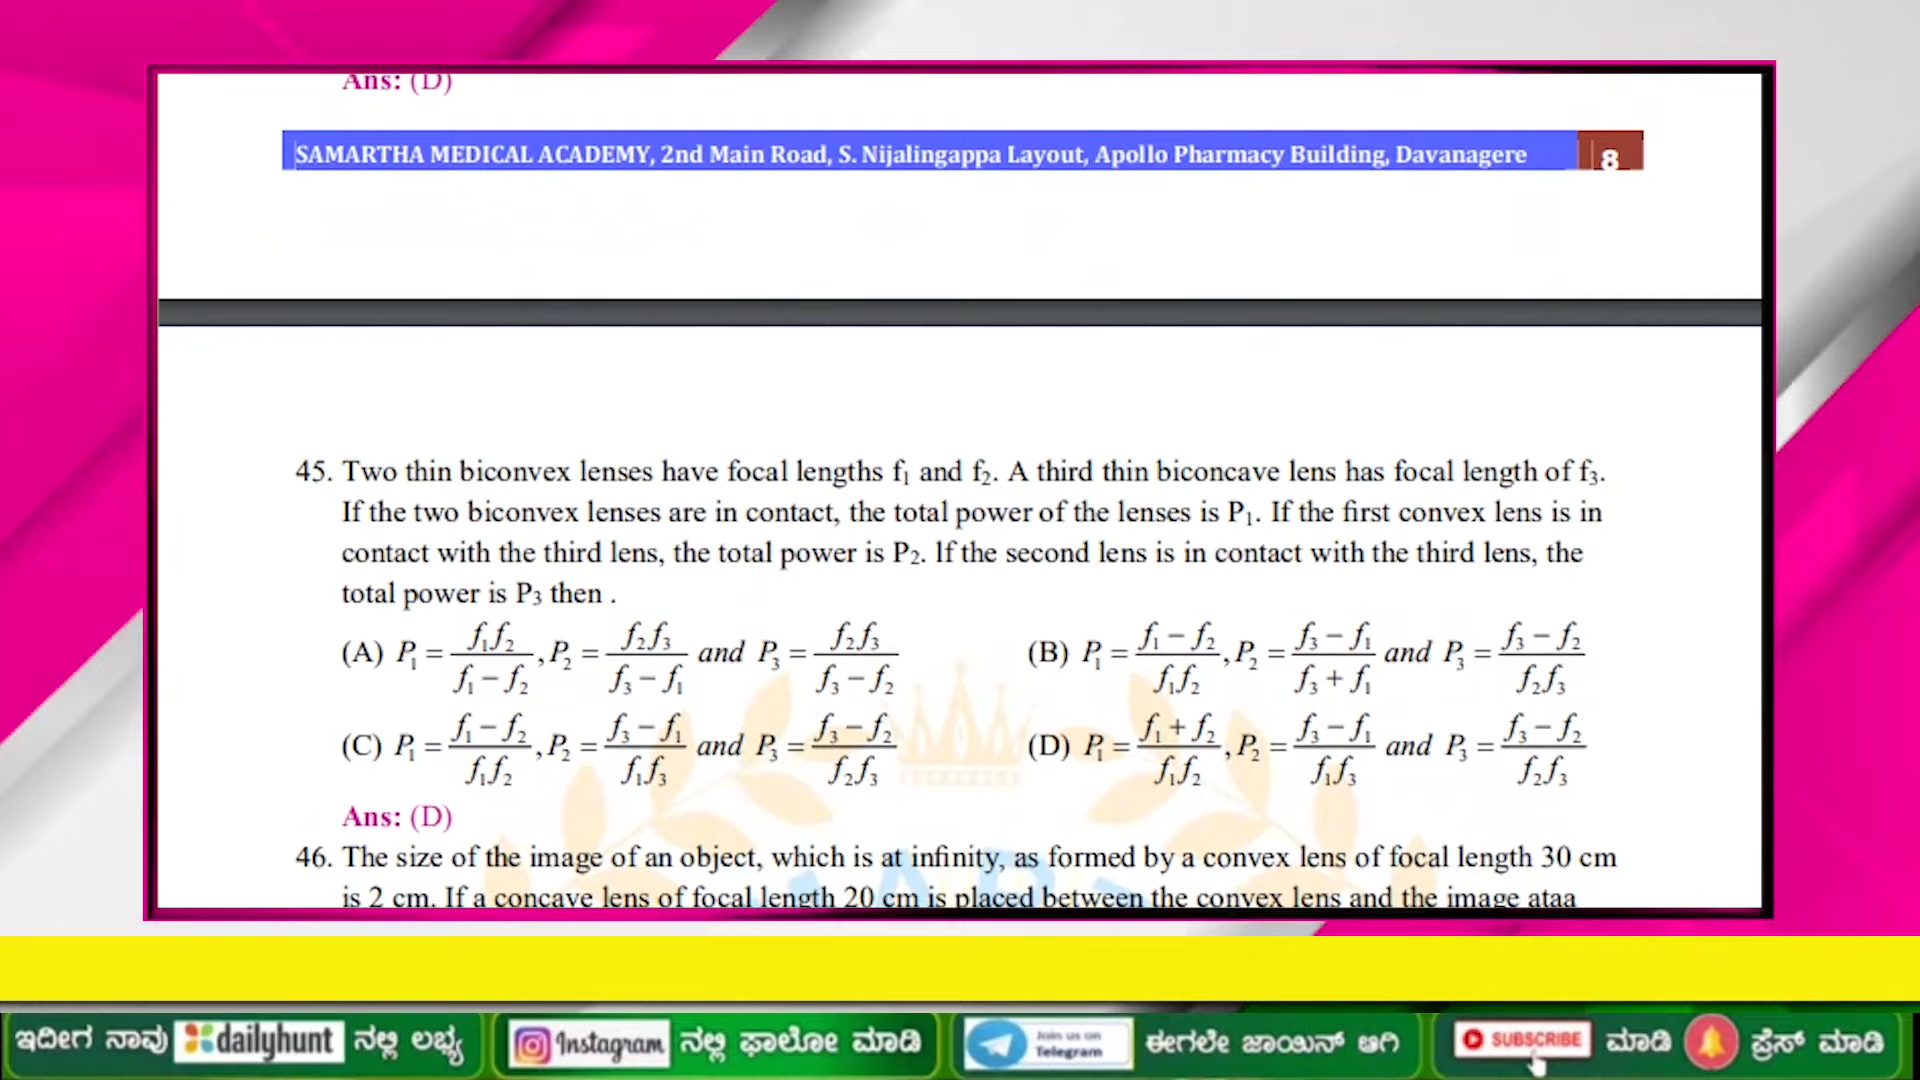 Ans: (D)
SAMARTHA MEDICAL ACADEMY, 2nd Main Road, S. Nijalingappa Layout, Apollo Pharmacy Building, Davanagere 8
45. Two thin biconvex lenses have focal lengths f₁ and f₂. A third thin biconcave lens has focal length of f₃.
If the two biconvex lenses are in contact, the total power of the lenses is P₁. If the first convex lens is in
contact with the third lens, the total power is P₂. If the second lens is in contact with the third lens, the
total power is P₃ then .
(A) P₁ = f₁f₂/(f₁ − f₂), P₂ = f₂f₃/(f₃ − f₁) and P₃ = f₂f₃/(f₃ − f₂) (B) P₁ = (f₁ − f₂)/f₁f₂, P₂ = (f₃ − f₁)/(f₃ + f₁) and P₃ = (f₃ − f₂)/f₂f₃
(C) P₁ = (f₁ − f₂)/f₁f₂, P₂ = (f₃ − f₁)/f₁f₃ and P₃ = (f₃ − f₂)/f₂f₃ (D) P₁ = (f₁ + f₂)/f₁f₂, P₂ = (f₃ − f₁)/f₁f₃ and P₃ = (f₃ − f₂)/f₂f₃
Ans: (D)
46. The size of the image of an object, which is at infinity, as formed by a convex lens of focal length 30 cm
is 2 cm. If a concave lens of focal length 20 cm is placed between the convex lens and the image ataa
ಇದೀಗ ನಾವು dailyhunt ನಲ್ಲಿ ಲಭ್ಯ Instagram ನಲ್ಲಿ ಫಾಲೋ ಮಾಡಿ Join us on Telegram ಈಗಲೇ ಜಾಯಿನ್ ಆಗಿ SUBSCRIBE ಮಾಡಿ ಪ್ರೆಸ್ ಮಾಡಿ